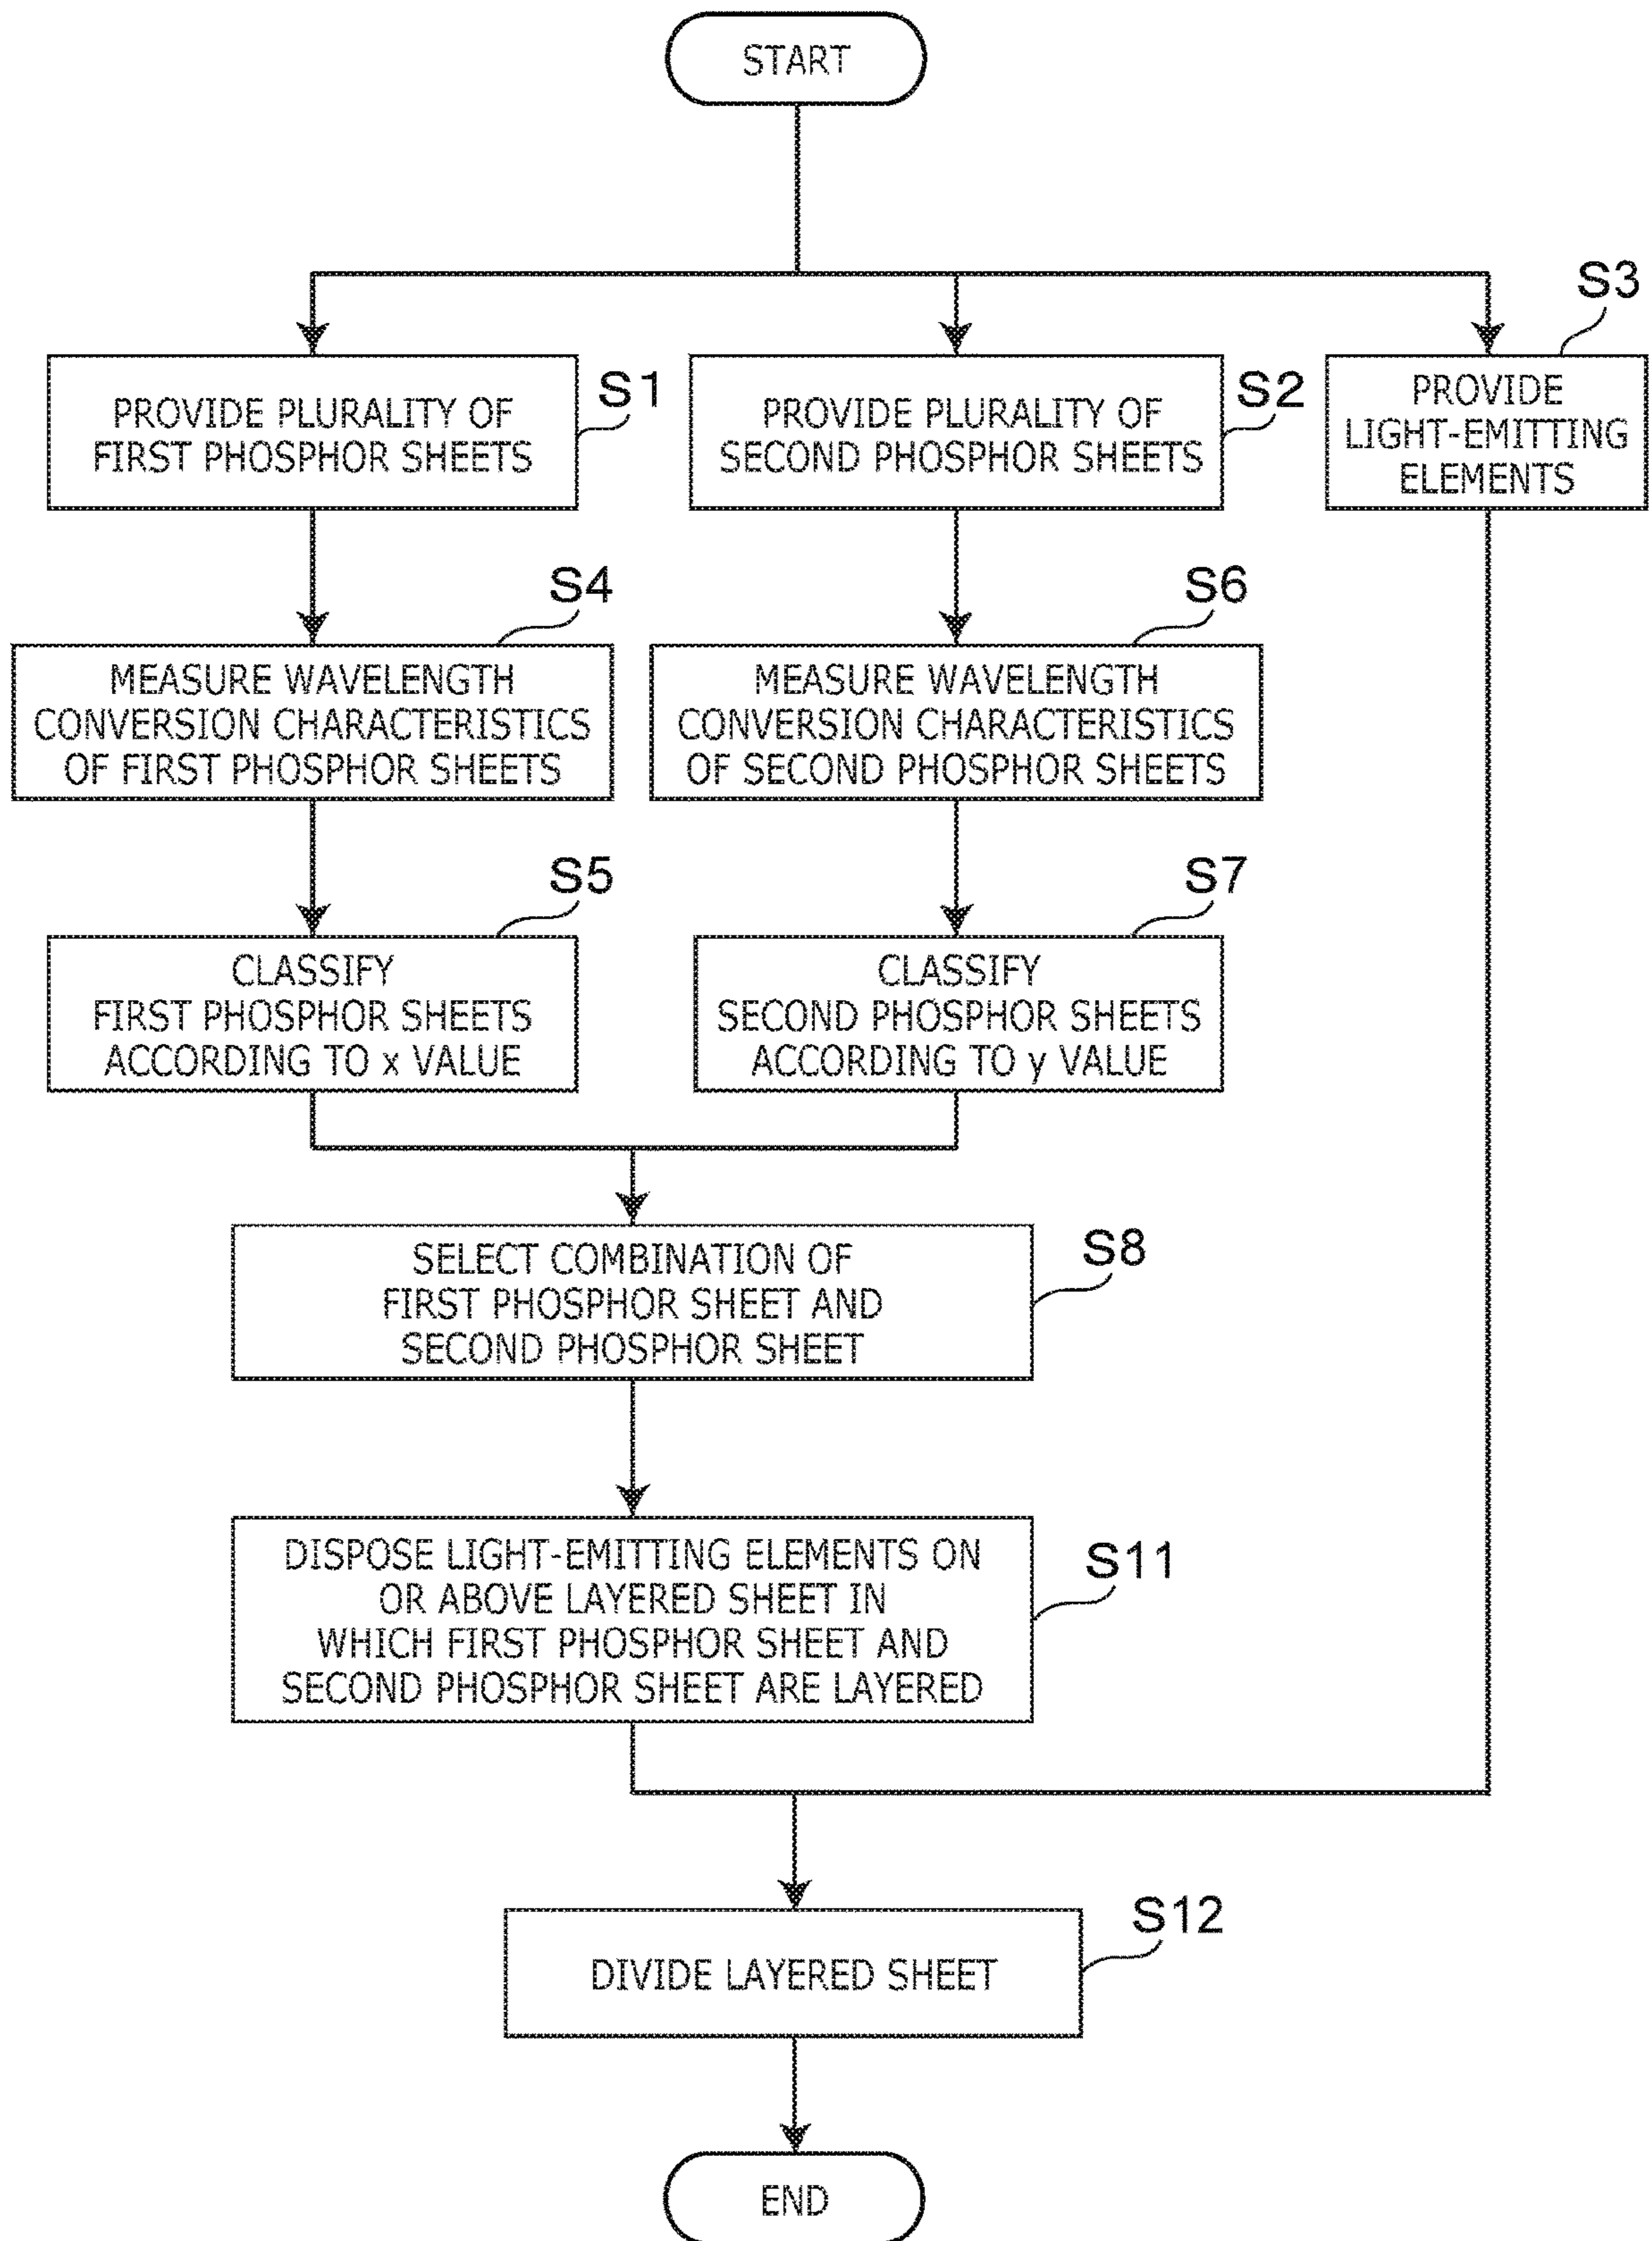 START
S3
S1
S2
PROVIDE PLURALITY OF
FIRST PHOSPHOR SHEETS
PROVIDE PLURALITY OF
SECOND PHOSPHOR SHEETS
PROVIDE
LIGHT-EMITTING
ELEMENTS
S4
S6
MEASURE WAVELENGTH
CONVERSION CHARACTERISTICS
OF FIRST PHOSPHOR SHEETS
MEASURE WAVELENGTH
CONVERSION CHARACTERISTICS
OF SECOND PHOSPHOR SHEETS
S5
S7
CLASSIFY
FIRST PHOSPHOR SHEETS
ACCORDING TO x VALUE
CLASSIFY
SECOND PHOSPHOR SHEETS
ACCORDING TO y VALUE
S8
SELECT COMBINATION OF
FIRST PHOSPHOR SHEET AND
SECOND PHOSPHOR SHEET
S11
DISPOSE LIGHT-EMITTING ELEMENTS ON
OR ABOVE LAYERED SHEET IN
WHICH FIRST PHOSPHOR SHEET AND
SECOND PHOSPHOR SHEET ARE LAYERED
S12
DIVIDE LAYERED SHEET
END